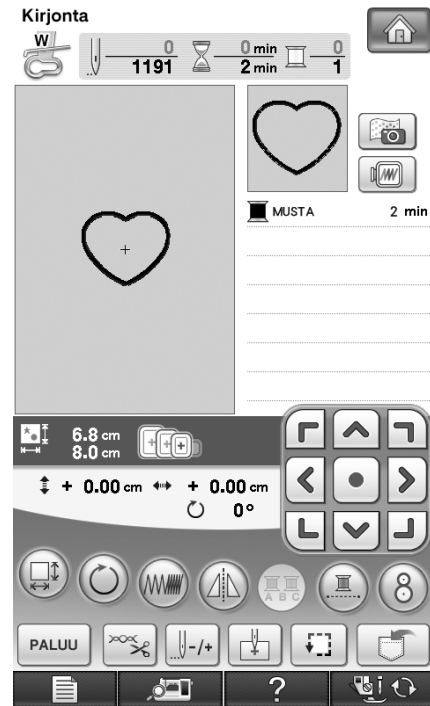 Kirjonta
W
0 0 min 0
1191 2 min 1
MUSTA 2 min
6.8 cm
8.0 cm
+ 0.00 cm + 0.00 cm
0°
A B C
8
PALUU
-/+
?